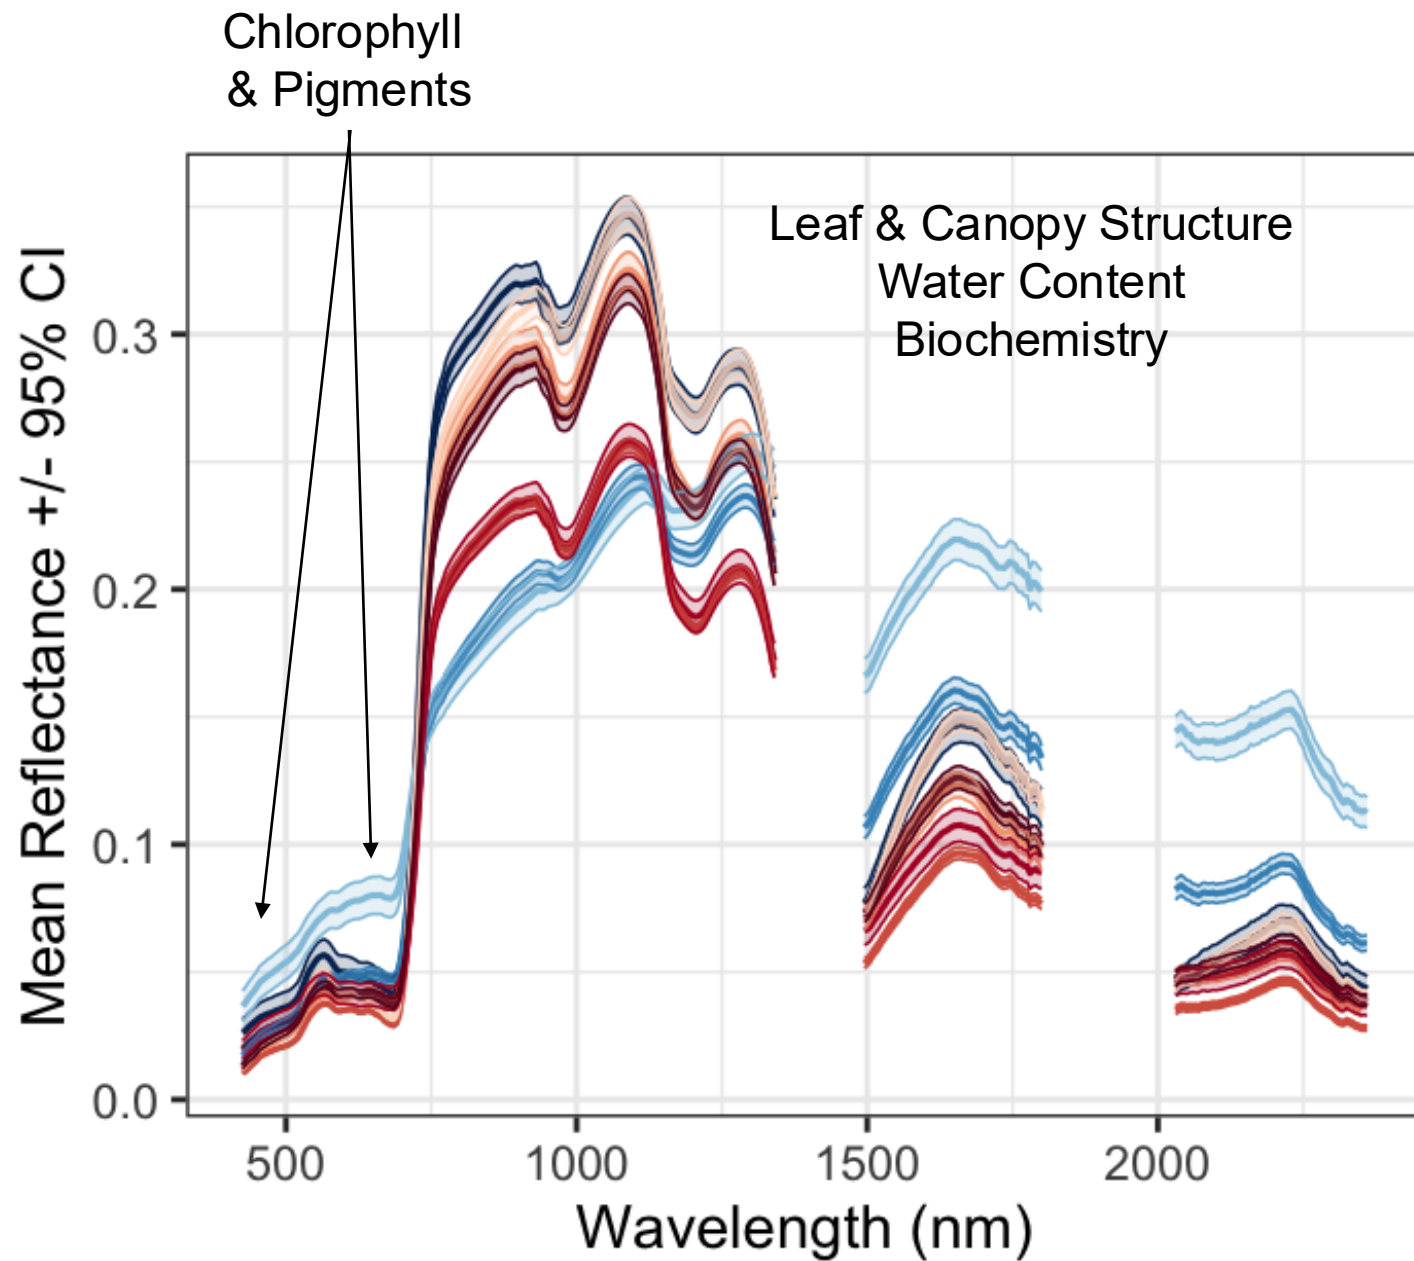 Chlorophyll
& Pigments
Leaf & Canopy Structure
Water Content
Biochemistry
Mean Reflectance +/- 95% CI
0.3
0.2
0.1
0.0
500
1000
1500
2000
Wavelength (nm)